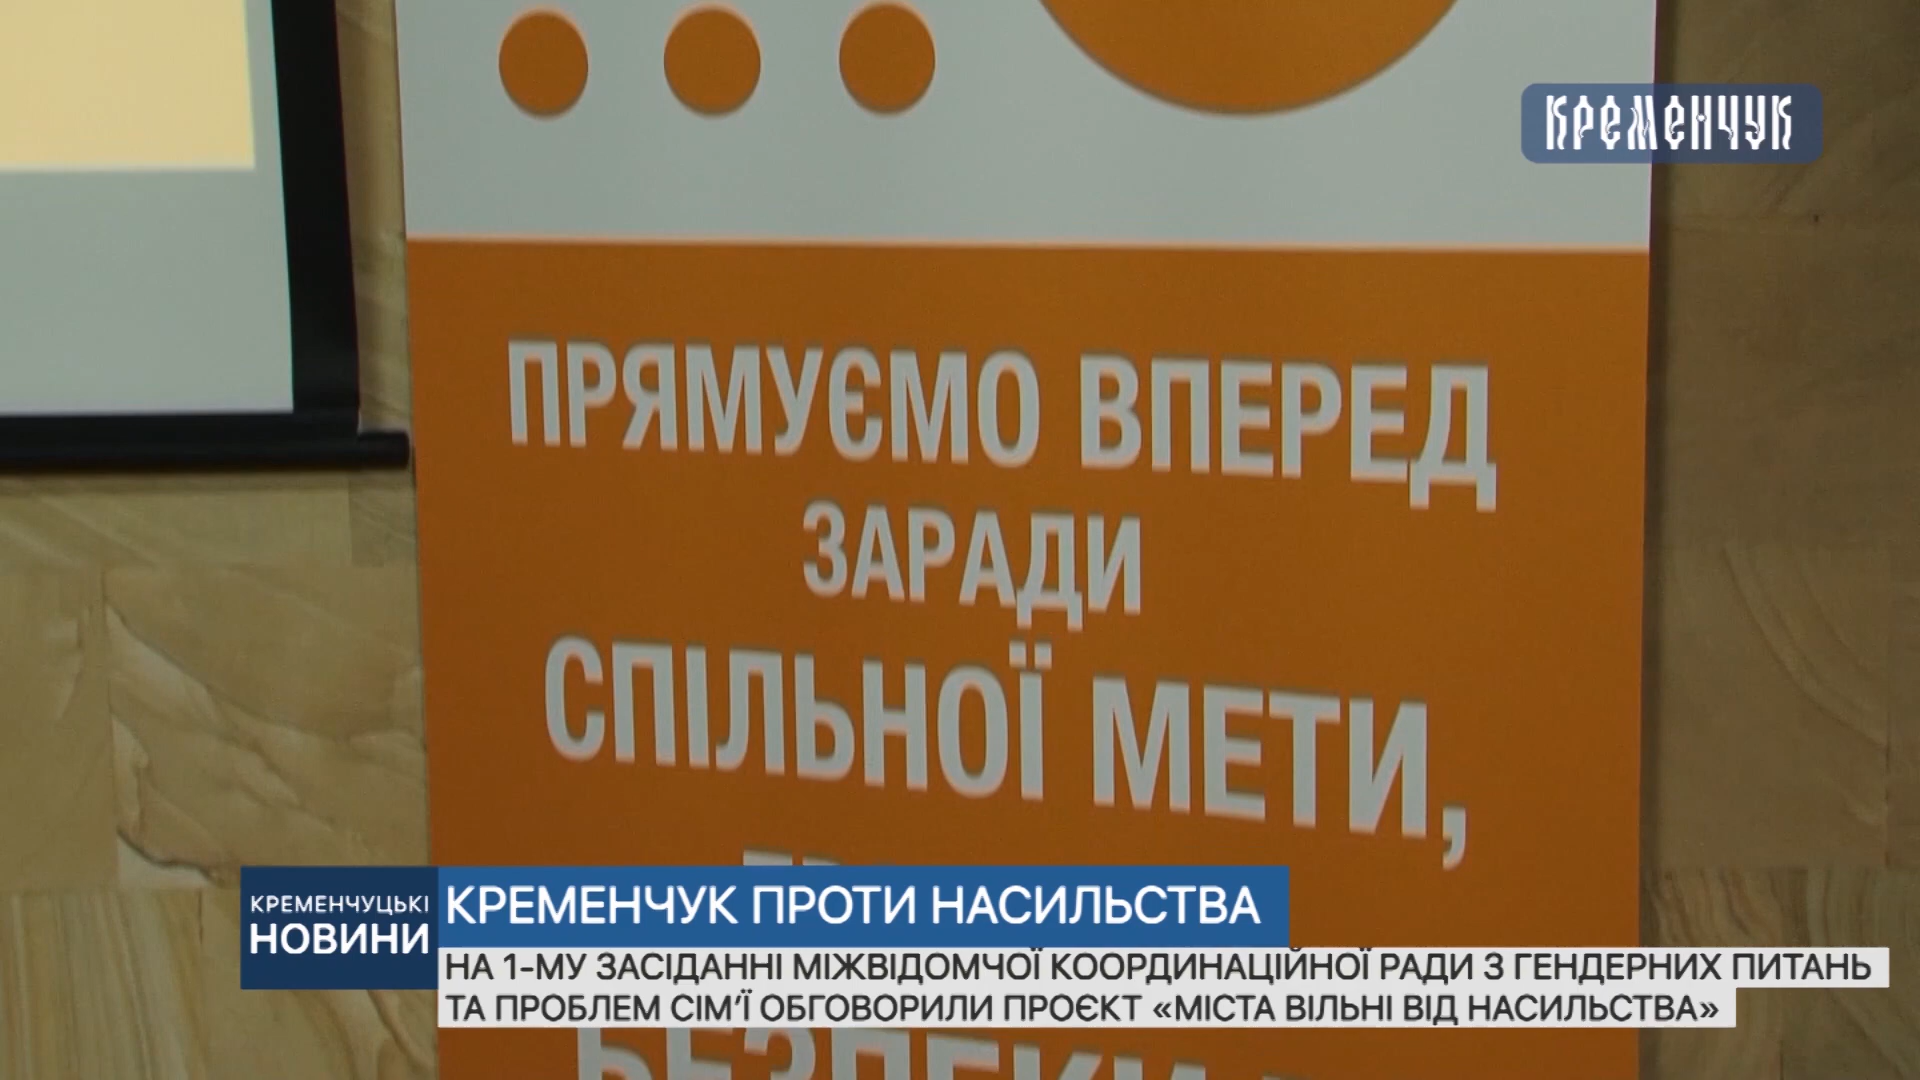 КРЕМЕНЧУК
ПРЯМУЄМО ВПЕРЕД
ЗАРАДИ
СПІЛЬНОЇ МЕТИ,
КРЕМЕНЧУЦЬКІ
НОВИНИ
КРЕМЕНЧУК ПРОТИ НАСИЛЬСТВА
НА 1-МУ ЗАСІДАННІ МІЖВІДОМЧОЇ КООРДИНАЦІЙНОЇ РАДИ З ГЕНДЕРНИХ ПИТАНЬ
ТА ПРОБЛЕМ СІМ‘Ї ОБГОВОРИЛИ ПРОЄКТ «МІСТА ВІЛЬНІ ВІД НАСИЛЬСТВА»